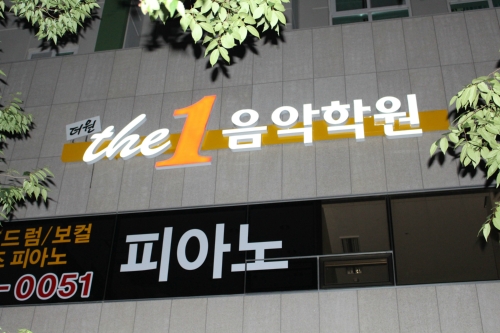 더원
the 1 음악학원
드럼/보컬
피아노
-0051
피아노